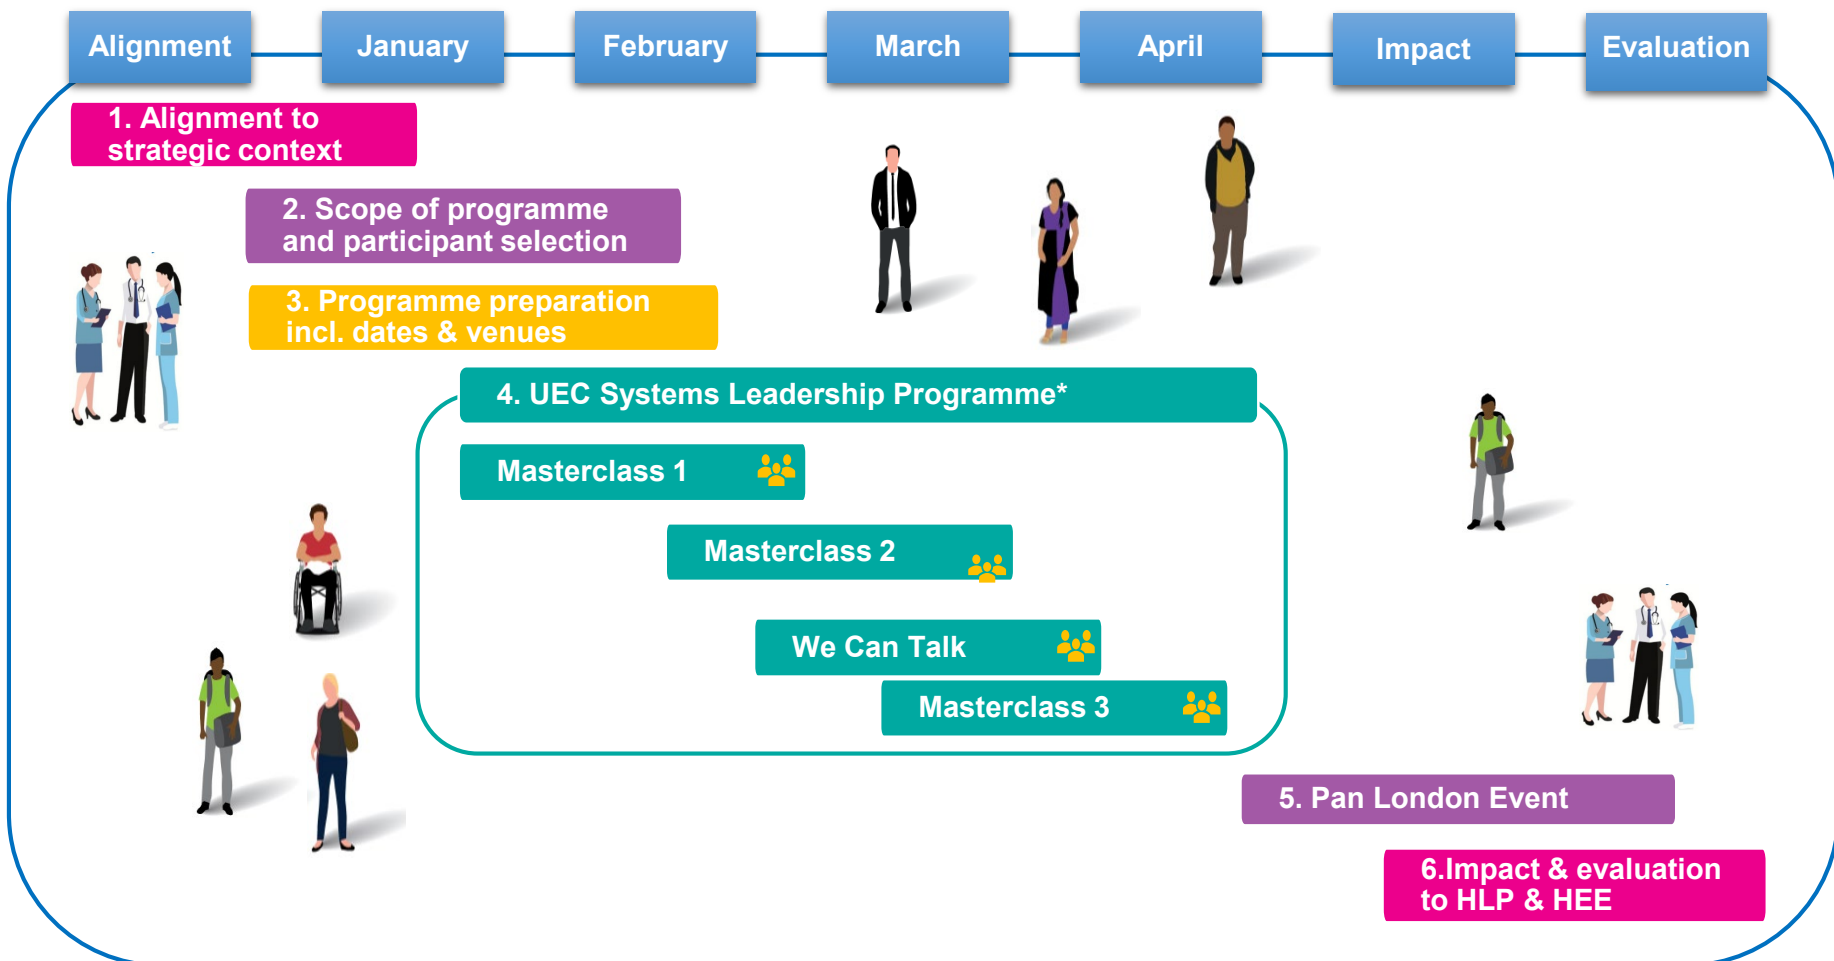 Alignment
January
February
March
April
Impact
Evaluation
1. Alignment to
strategic context
2. Scope of programme
and participant selection
3. Programme preparation
incl. dates & venues
4. UEC Systems Leadership Programme*
Masterclass 1
Masterclass 2
We Can Talk
Masterclass 3
5. Pan London Event
6.Impact & evaluation
to HLP & HEE